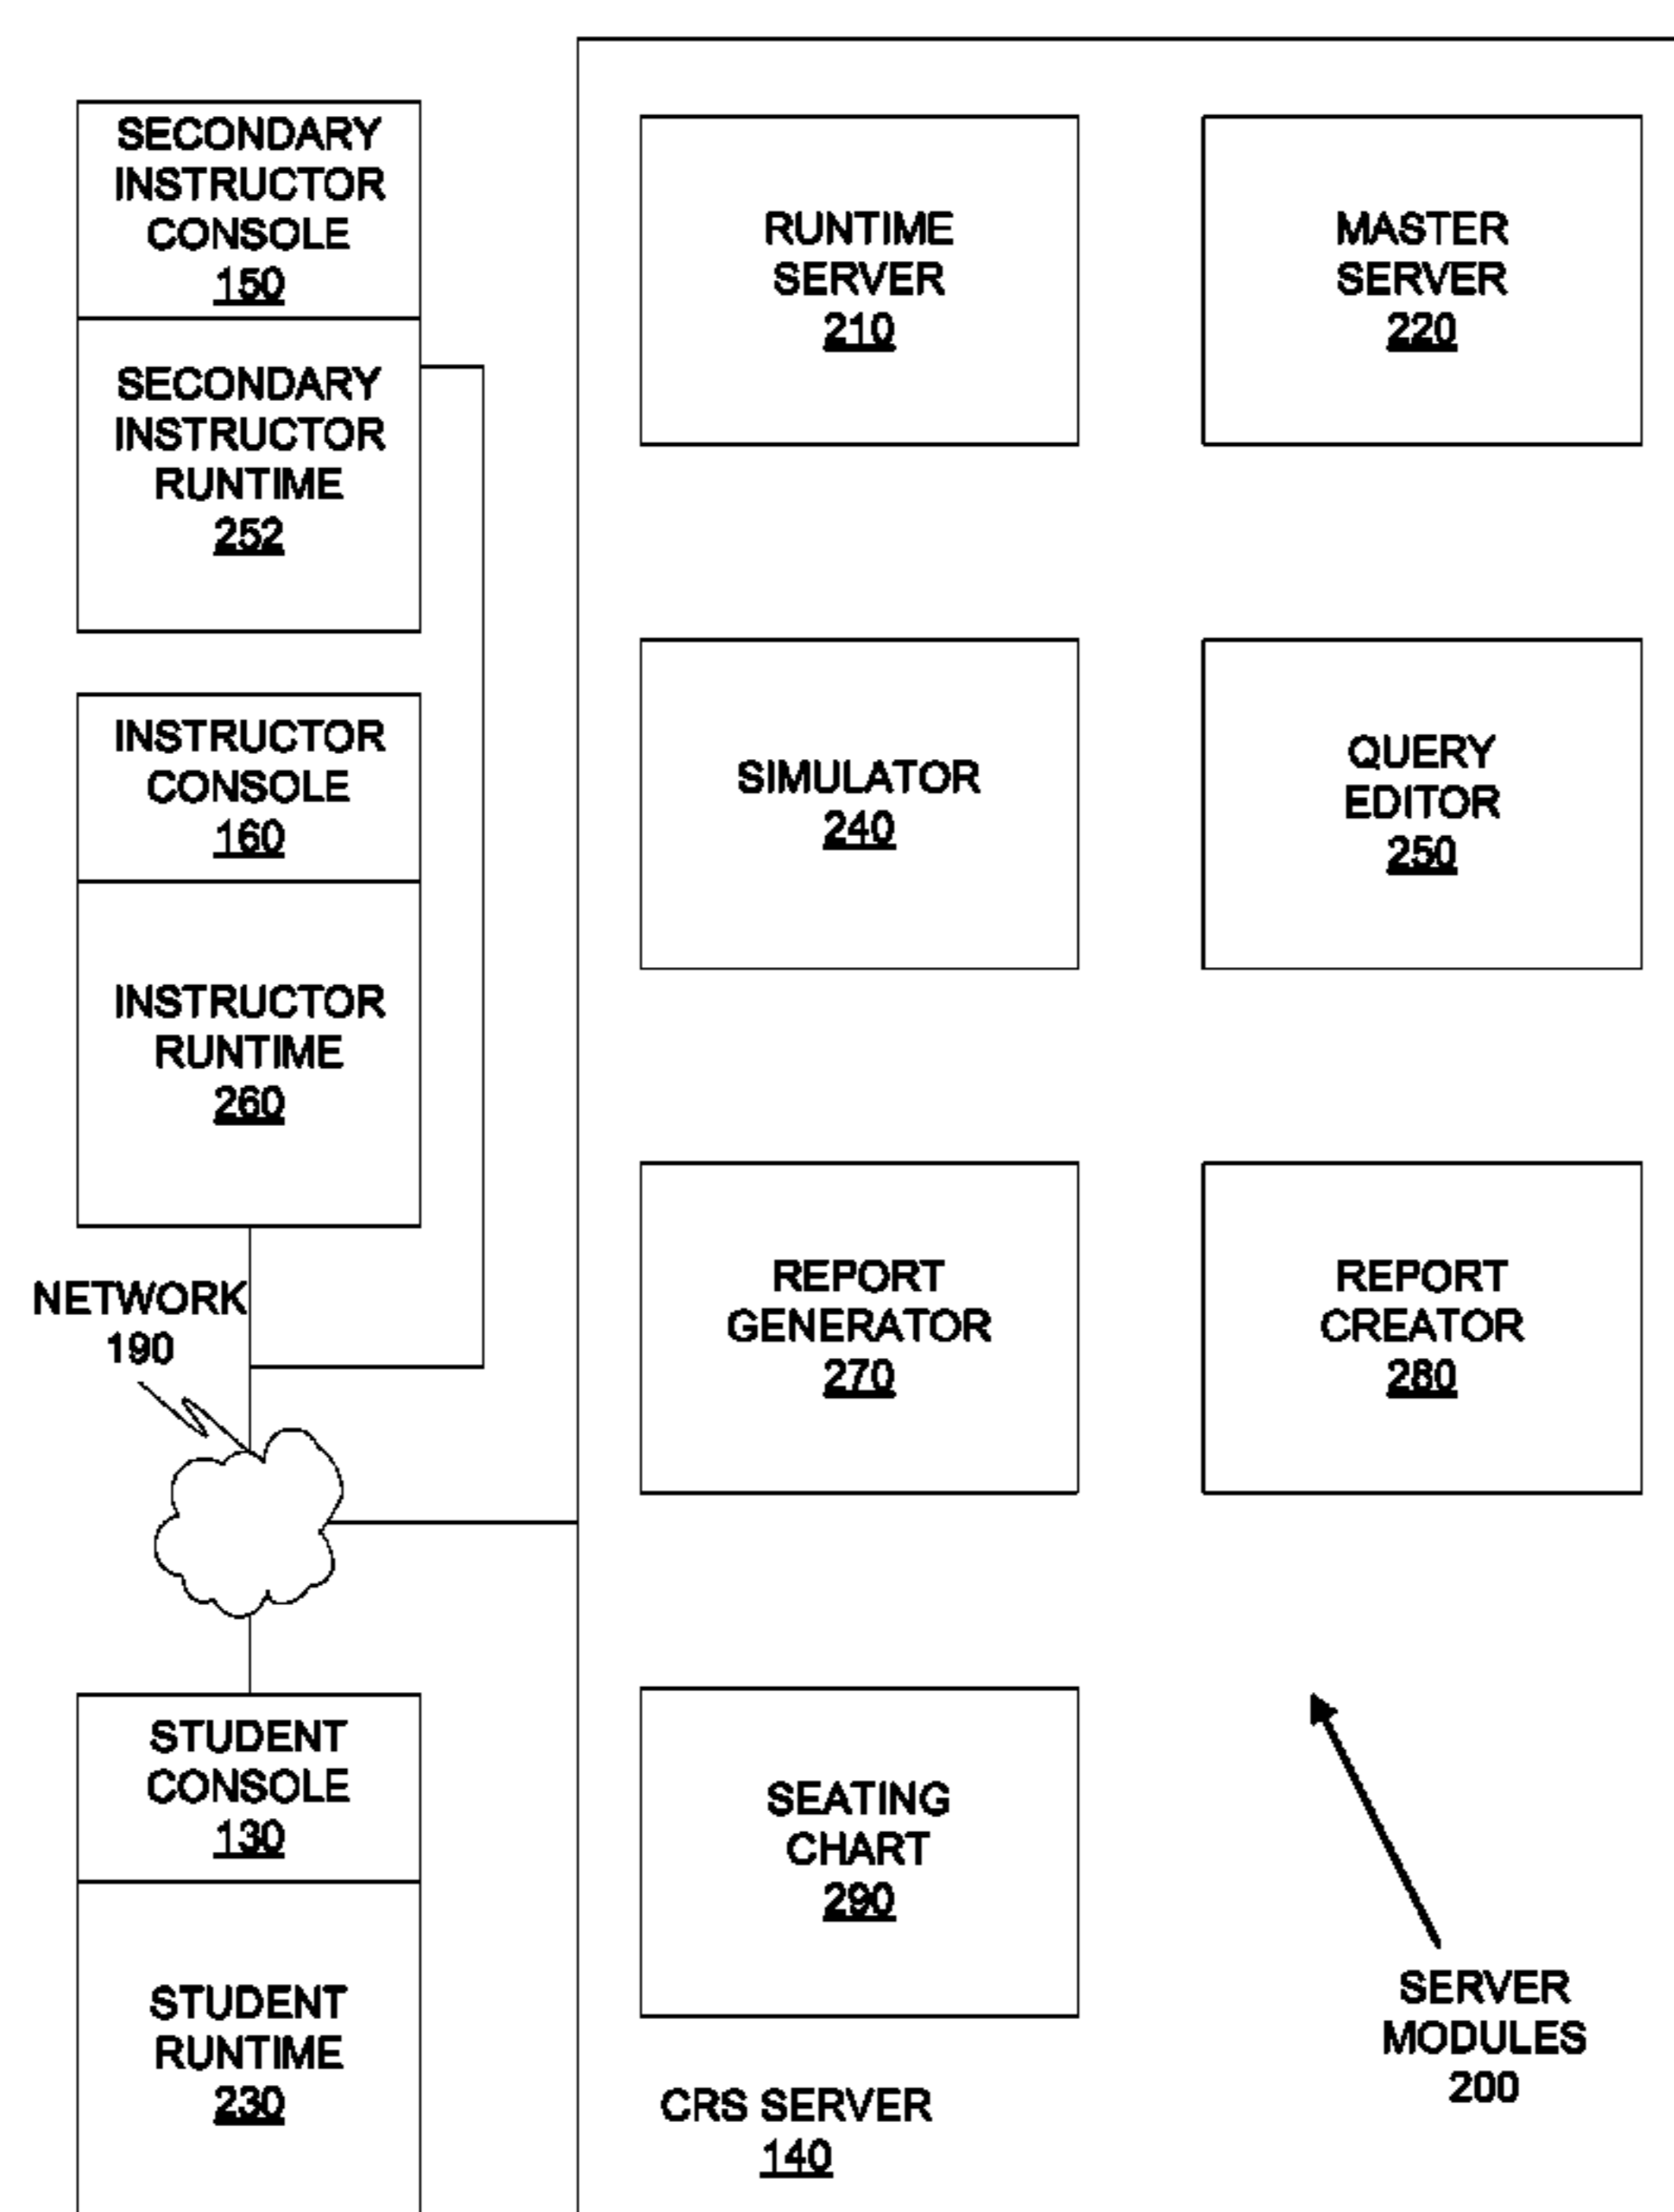 SECONDARY
INSTRUCTOR
CONSOLE
150
SECONDARY
INSTRUCTOR
RUNTIME
252
INSTRUCTOR
CONSOLE
160
INSTRUCTOR
RUNTIME
260
NETWORK
190
STUDENT
CONSOLE
130
STUDENT
RUNTIME
230
RUNTIME
SERVER
210
MASTER
SERVER
220
SIMULATOR
240
QUERY
EDITOR
250
REPORT
GENERATOR
270
REPORT
CREATOR
280
SEATING
CHART
290
SERVER
MODULES
200
CRS SERVER
140